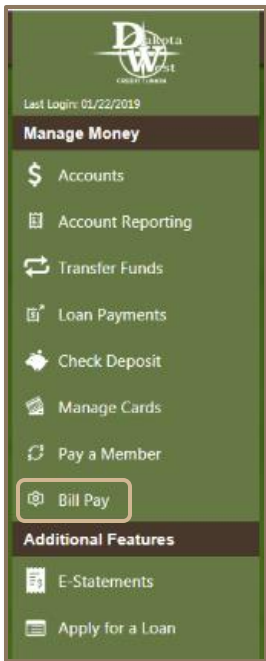 Dakota
West
CREDIT UNION
Last Login: 01/22/2019
Manage Money
Accounts
Account Reporting
Transfer Funds
Loan Payments
Check Deposit
Manage Cards
Pay a Member
Bill Pay
Additional Features
E-Statements
Apply for a Loan